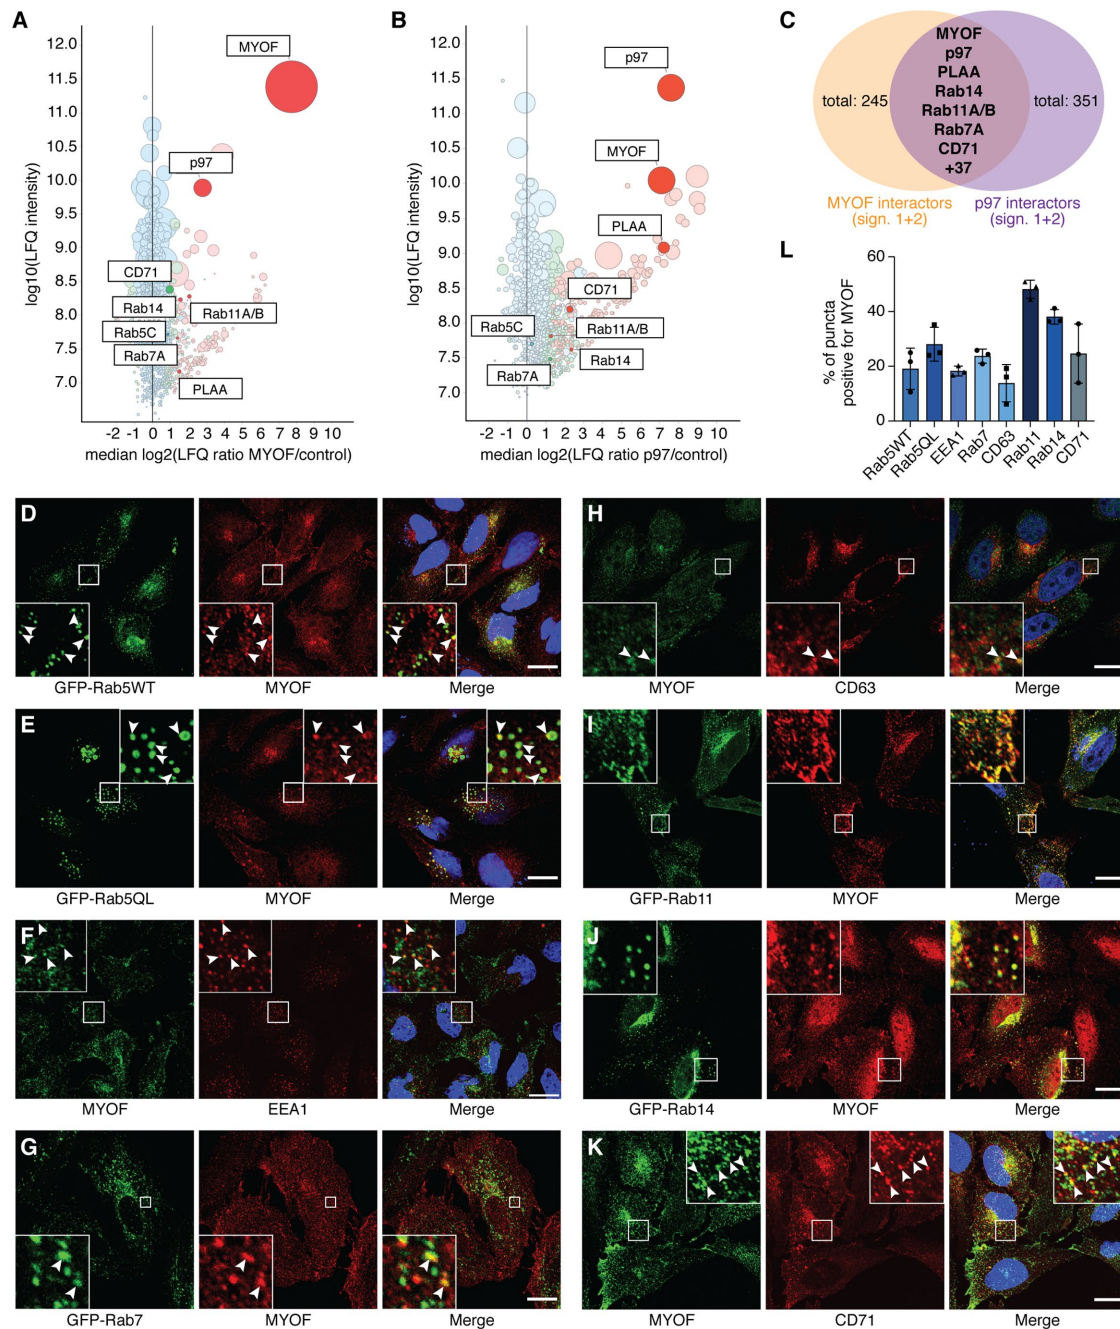 A
12.0
11.5
11.0
10.5
10.0
9.5
9.0
8.5
8.0
7.5
7.0
log10(LFQ intensity)
MYOF
p97
CD71
Rab14
Rab11A/B
Rab5C
Rab7A
PLAA
-2 -1 0 1 2 3 4 5 6 7 8 9 10
median log2(LFQ ratio MYOF/control)
B
12.0
11.5
11.0
10.5
10.0
9.5
9.0
8.5
8.0
7.5
7.0
log10(LFQ intensity)
p97
MYOF
PLAA
CD71
Rab5C
Rab11A/B
Rab14
Rab7A
-2 -1 0 1 2 3 4 5 6 7 8 9 10
median log2(LFQ ratio p97/control)
C
MYOF
p97
PLAA
Rab14
total: 245
Rab11A/B
total: 351
Rab7A
CD71
+37
MYOF interactors
(sign. 1+2)
p97 interactors
(sign. 1+2)
L
60
40
20
0
% of puncta
positive for MYOF
Rab5WT
Rab5QL
EEA1
Rab7
CD63
Rab11
Rab14
CD71
D
GFP-Rab5WT
MYOF
Merge
H
MYOF
CD63
Merge
E
GFP-Rab5QL
MYOF
Merge
I
GFP-Rab11
MYOF
Merge
F
MYOF
EEA1
Merge
J
GFP-Rab14
MYOF
Merge
G
GFP-Rab7
MYOF
Merge
K
MYOF
CD71
Merge